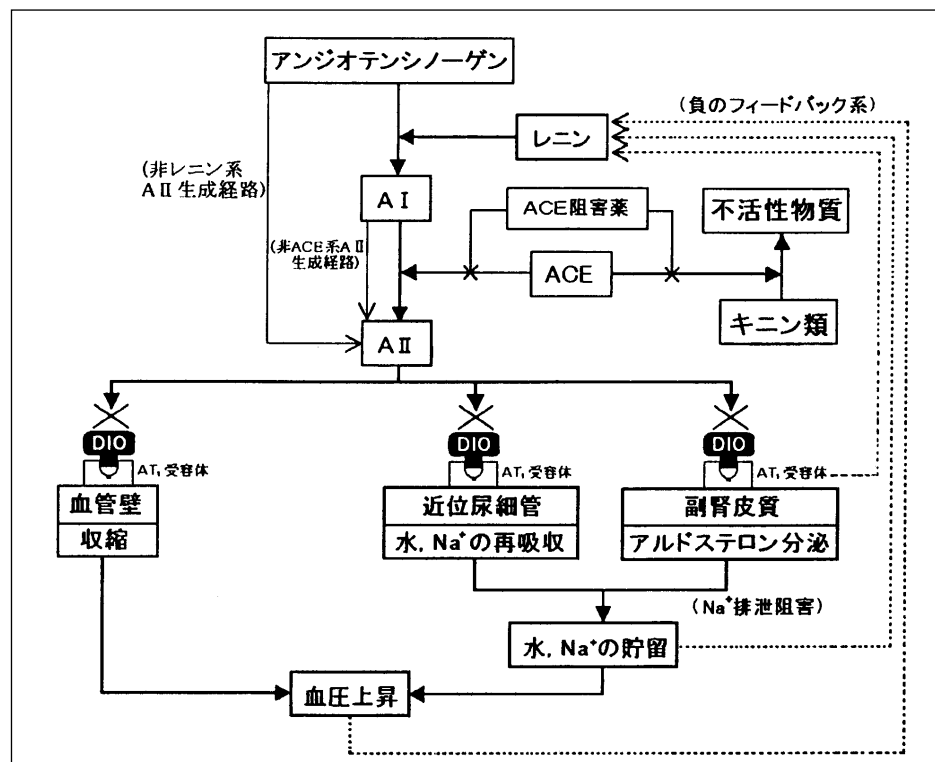 アンジオテンシノーゲン
(負のフィードバック系)
レニン
(非レニン系
AⅡ生成経路)
AⅠ
ACE阻害薬
不活性物質
(非ACE系AⅡ
生成経路)
ACE
キニン類
AⅡ
DIO
DIO
DIO
AT₁受容体
AT₁受容体
AT₁受容体
血管壁
近位尿細管
副腎皮質
収縮
水, Na⁺の再吸収
アルドステロン分泌
(Na⁺排泄阻害)
水, Na⁺の貯留
血圧上昇